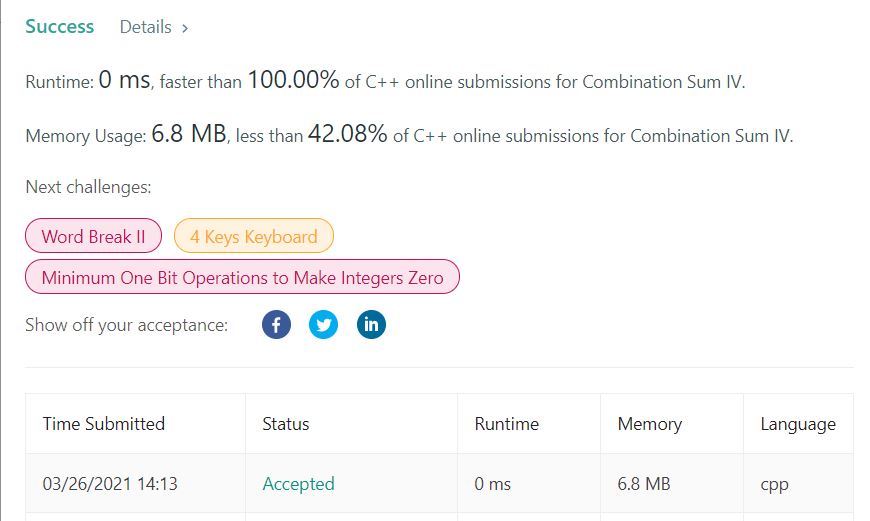 Success Details >
Runtime: 0 ms, faster than 100.00% of C++ online submissions for Combination Sum IV.
Memory Usage: 6.8 MB, less than 42.08% of C++ online submissions for Combination Sum IV.
Next challenges:
Word Break II 4 Keys Keyboard
Minimum One Bit Operations to Make Integers Zero
Show off your acceptance: f in
Time Submitted Status Runtime Memory Language
03/26/2021 14:13 Accepted 0 ms 6.8 MB cpp